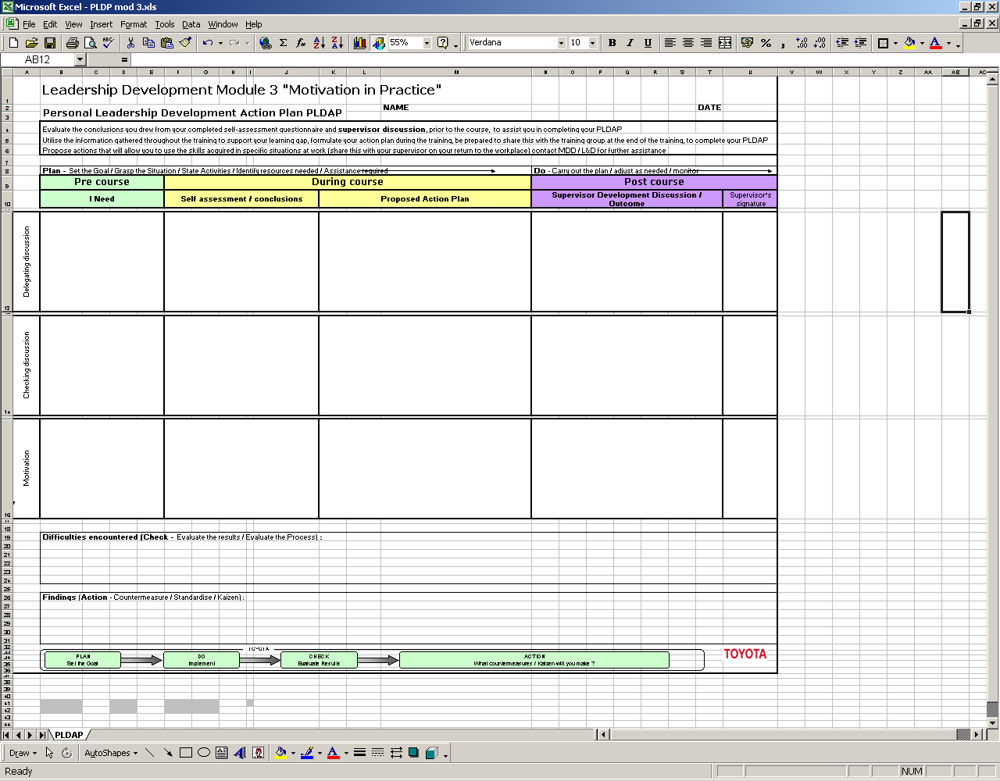 Microsoft Excel - PLDP mod 3.xls
File Edit View Insert Format Tools Data Window Help
55% Verdana 10 B I U
AB12 =
A B C D E F G H I J K L M N O P Q R S T U V W X Y Z AA AB AC
Leadership Development Module 3 "Motivation in Practice"
NAME DATE
Personal Leadership Development Action Plan PLDAP
Evaluate the conclusions you drew from your completed self-assessment questionnaire and supervisor discussion, prior to the course, to assist you in completing your PLDAP
Utilise the information gathered throughout the training to support your learning gap, formulate your action plan during the training, be prepared to share this with the training group at the end of the training, to complete your PLDAP
Propose actions that will allow you to use the skills acquired in specific situations at work (share this with your supervisor on your return to the workplace) contact MDD / L&D for further assistance
Plan - Set the Goal / Grasp the Situation / State Activities / Identify resources needed / Assistance required Do - Carry out the plan / adjust as needed / monitor
Pre course During course Post course
I Need Self assessment / conclusions Proposed Action Plan Supervisor Development Discussion / Outcome Supervisor's signature
Delegating discussion
Checking discussion
Motivation
Difficulties encountered (Check - Evaluate the results / Evaluate the Process) :
Findings (Action - Countermeasure / Standardise / Kaizen) :
TOYOTA
PLAN DO CHECK ACTION
Set the Goal Implement Evaluate Results What countermeasures / Kaizen will you make ?
TOYOTA
PLDAP
Draw AutoShapes
Ready NUM